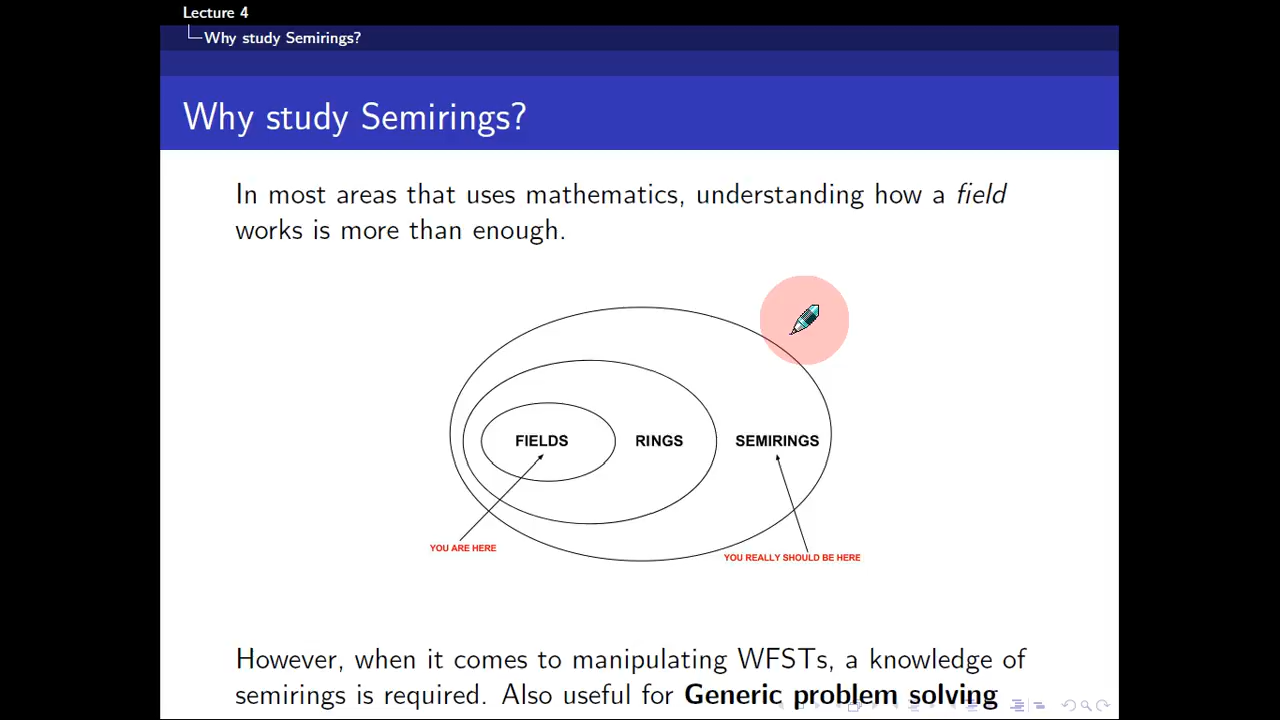 Lecture 4
Why study Semirings?
Why study Semirings?
In most areas that uses mathematics, understanding how a field
works is more than enough.
FIELDS RINGS SEMIRINGS
YOU ARE HERE
YOU REALLY SHOULD BE HERE
However, when it comes to manipulating WFSTs, a knowledge of
semirings is required. Also useful for Generic problem solving